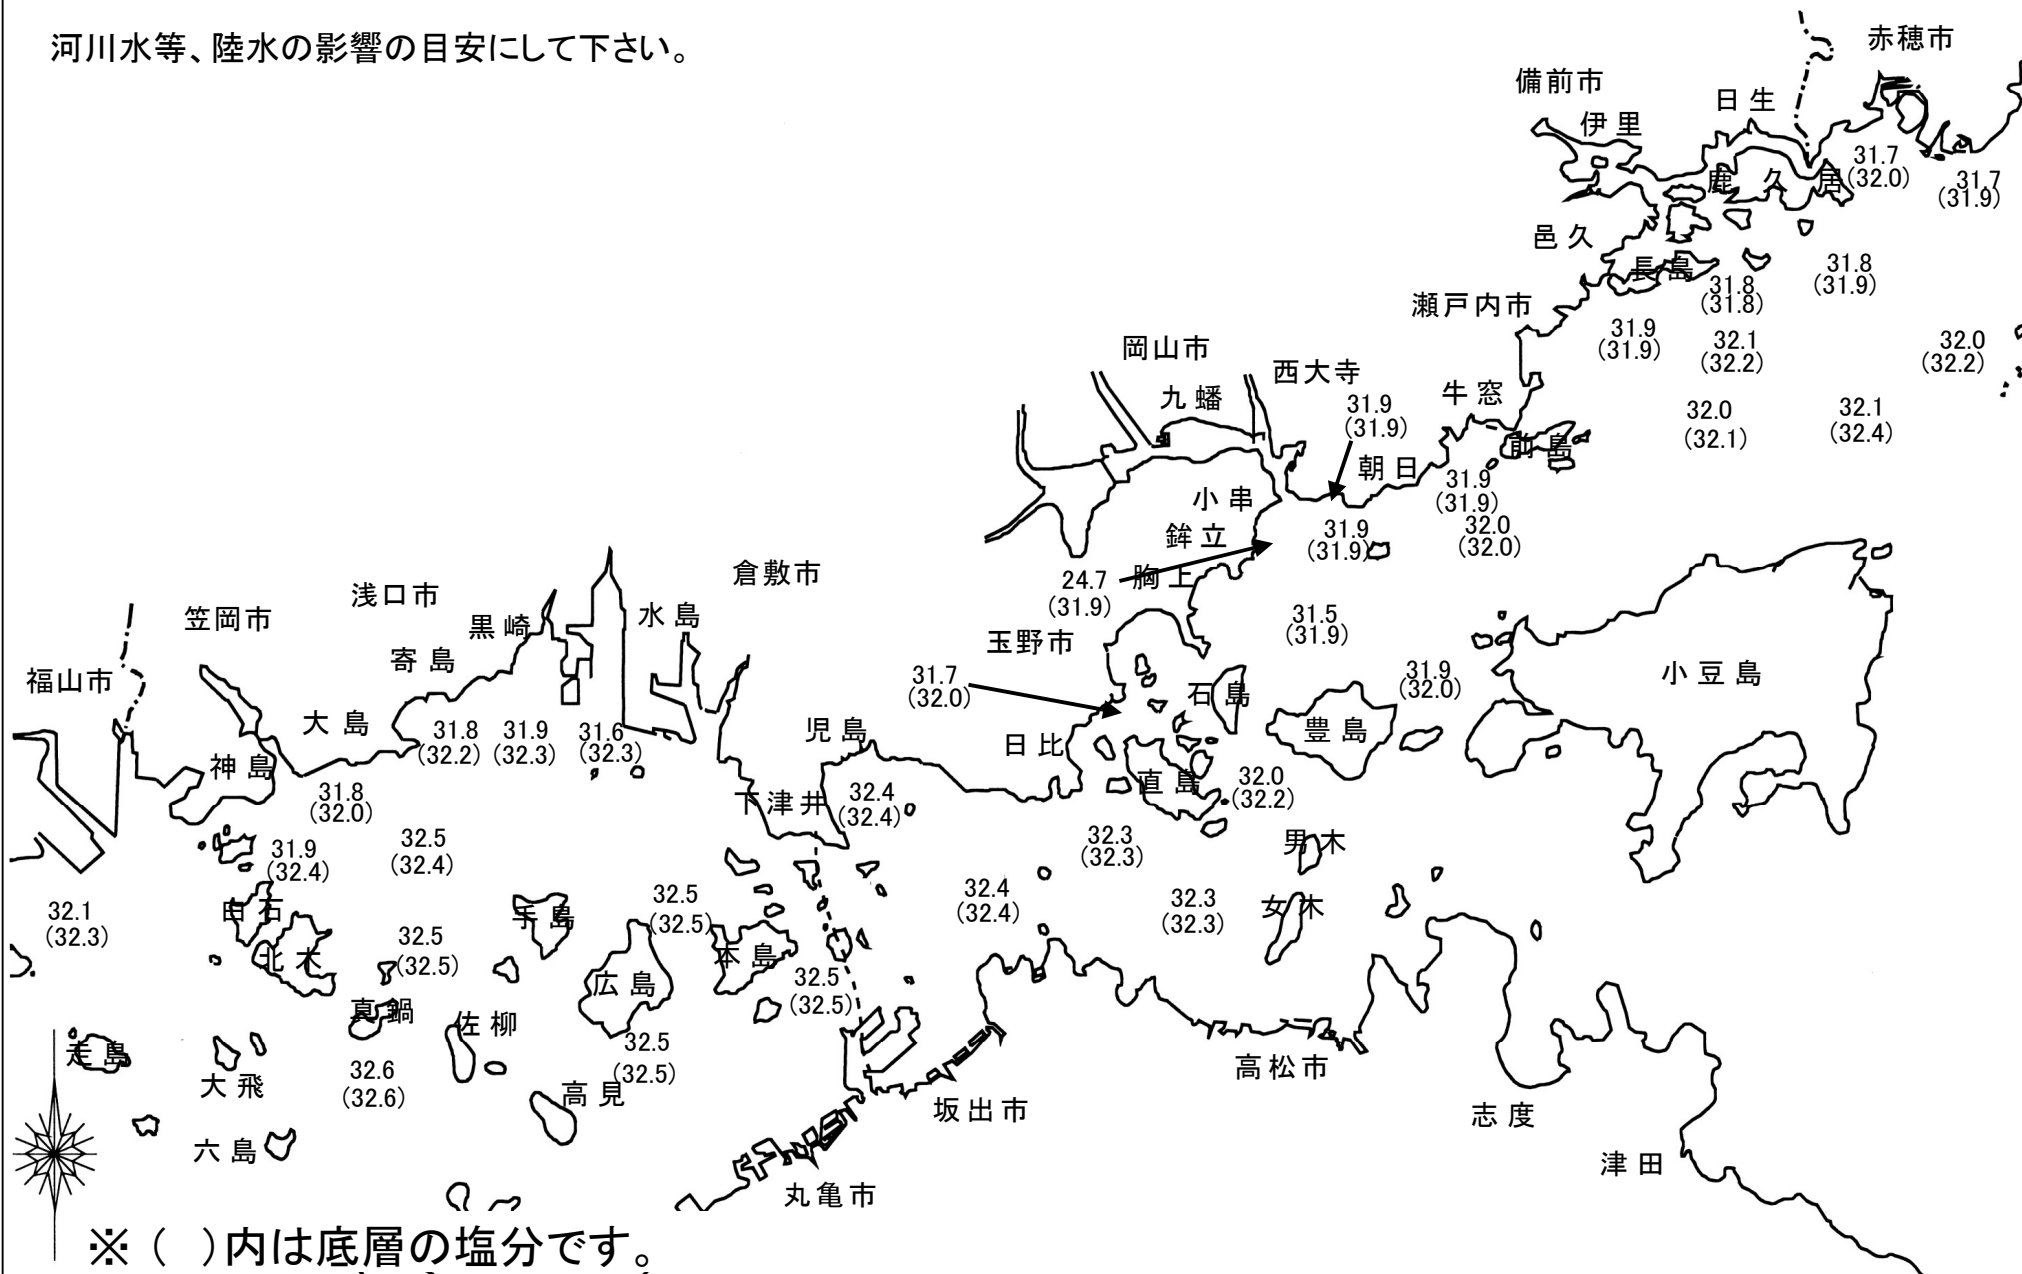 河川水等、陸水の影響の目安にして下さい。
赤穂市
備前市
日生
伊里
31.7
(32.0)
31.7
(31.9)
鹿久居
邑久
長島
31.8
(31.8)
31.8
(31.9)
瀬戸内市
31.9
(31.9)
32.1
(32.2)
32.0
(32.2)
岡山市
西大寺
九蟠
牛窓
31.9
(31.9)
32.0
(32.1)
32.1
(32.4)
前島
朝日
31.9
(31.9)
小串
鉾立
31.9
(31.9)
32.0
(32.0)
24.7
(31.9)
胸上
31.5
(31.9)
倉敷市
浅口市
笠岡市
黒崎
水島
玉野市
寄島
福山市
31.7
(32.0)
石島
31.9
(32.0)
小豆島
大島
31.8
(32.2)
31.9
(32.3)
31.6
(32.3)
児島
日比
豊島
神島
直島
32.0
(32.2)
31.8
(32.0)
下津井
32.4
(32.4)
31.9
(32.4)
32.5
(32.4)
32.3
(32.3)
男木
32.1
(32.3)
白石
手島
32.5
(32.5)
32.4
(32.4)
32.3
(32.3)
女木
北木
32.5
(32.5)
本島
広島
32.5
(32.5)
真鍋
佐柳
走島
32.5
(32.5)
大飛
32.6
(32.6)
高見
高松市
坂出市
志度
六島
津田
丸亀市
※( )内は底層の塩分です。